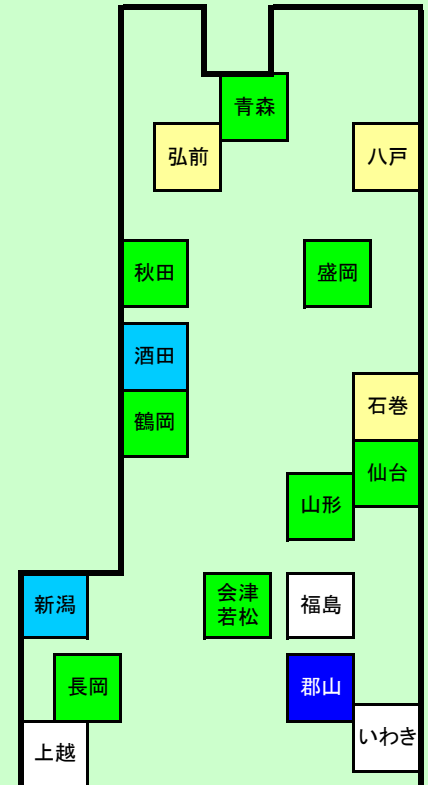 青森
弘前
八戸
秋田
盛岡
酒田
石巻
鶴岡
仙台
山形
新潟
会津
若松
福島
長岡
郡山
いわき
上越